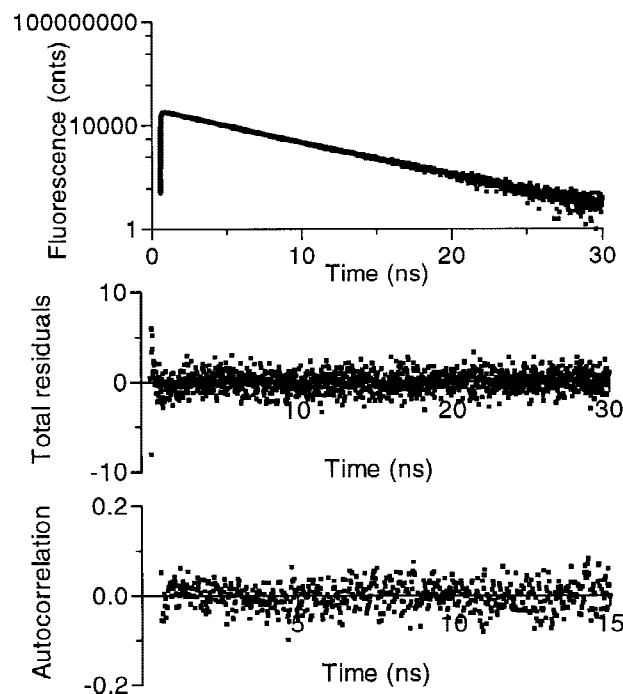 100000000
10000
1
Fluorescence (cnts)
0 10 20 30
Time (ns)
10
0
-10
Total residuals
10 20 30
Time (ns)
0.2
0.0
-0.2
Autocorrelation
5 10 15
Time (ns)